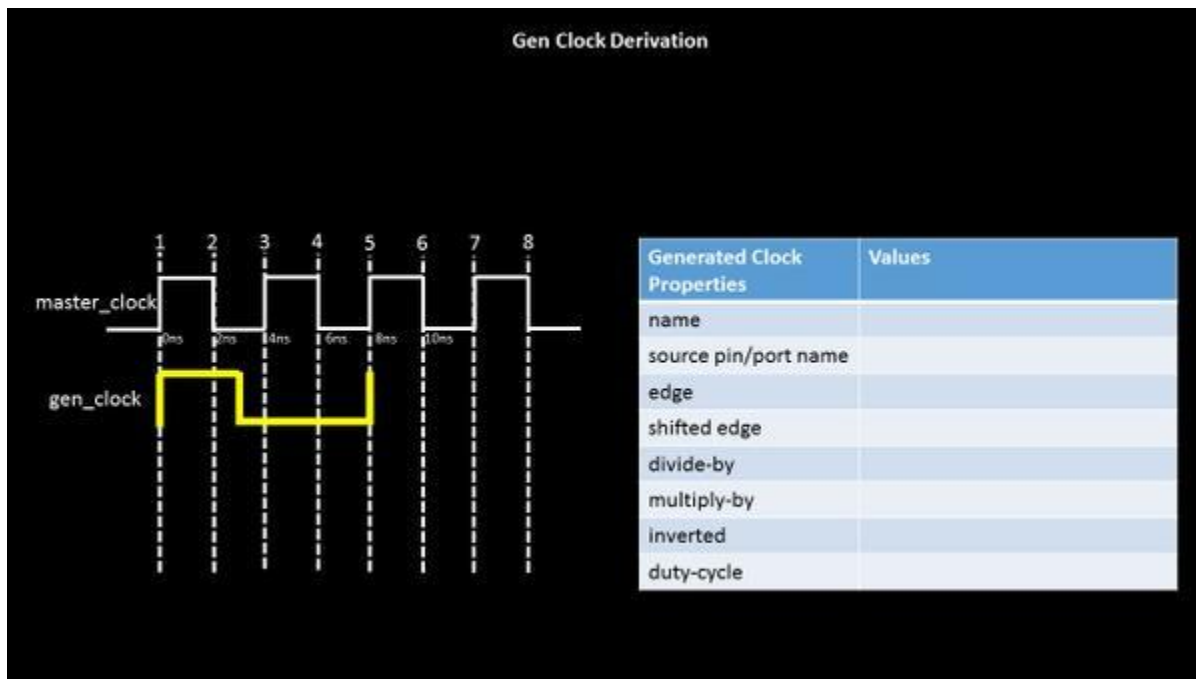 Gen Clock Derivation
1 2 3 4 5 6 7 8
master_clock
0ns 2ns 4ns 6ns 8ns 10ns
gen_clock
Generated Clock Properties Values
name
source pin/port name
edge
shifted edge
divide-by
multiply-by
inverted
duty-cycle